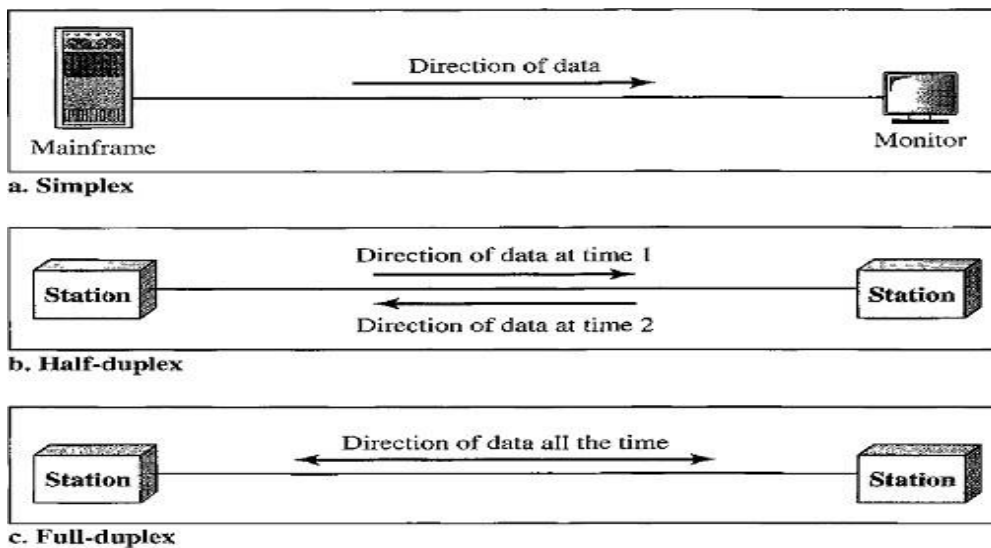 Direction of data
Mainframe
Monitor
a. Simplex
Direction of data at time 1
Station
Station
Direction of data at time 2
b. Half-duplex
Direction of data all the time
Station
Station
c. Full-duplex